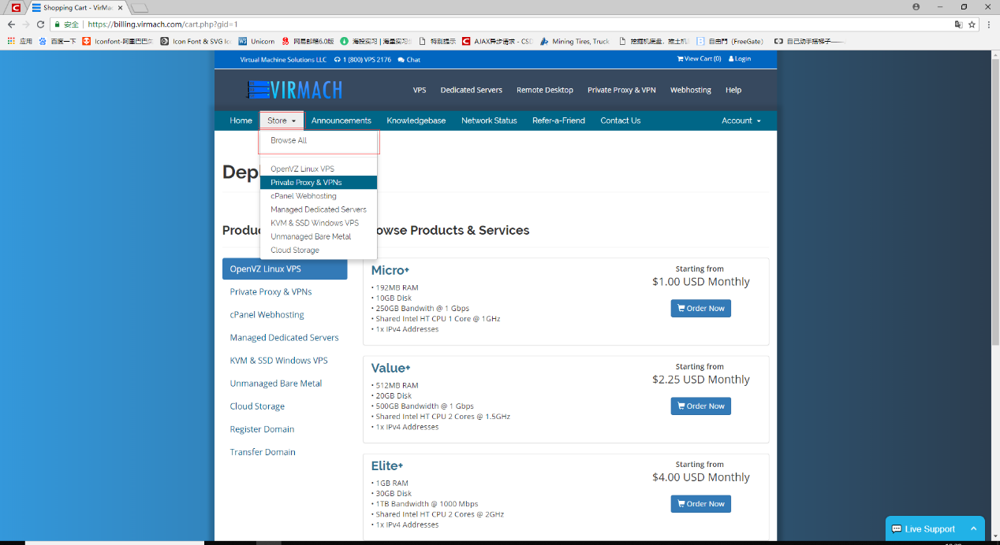 Shopping Cart - VirMa
安全 | https://billing.virmach.com/cart.php?gid=1
应用 百度一下 Iconfont-阿里巴巴矢 Icon Font & SVG Ico Unicorn 网易邮箱6.0版 海投实习 | 海量实习生 特别提示 AJAX异步请求 - CSD Mining Tires, Truck 挖掘机底盘，推土机 自由門 (FreeGate) 自己动手搭梯子——
Virtual Machine Solutions LLC 1 (800) VPS 2176 Chat View Cart (0) Login
VIRMACH
VPS Dedicated Servers Remote Desktop Private Proxy & VPN Webhosting Help
Home Store Announcements Knowledgebase Network Status Refer-a-Friend Contact Us Account
Browse All
OpenVZ Linux VPS
Private Proxy & VPNs
cPanel Webhosting
Managed Dedicated Servers
KVM & SSD Windows VPS
Unmanaged Bare Metal
Cloud Storage
Dep
Produ owse Products & Services
OpenVZ Linux VPS
Private Proxy & VPNs
cPanel Webhosting
Managed Dedicated Servers
KVM & SSD Windows VPS
Unmanaged Bare Metal
Cloud Storage
Register Domain
Transfer Domain
Micro+
• 192MB RAM
• 10GB Disk
• 250GB Bandwith @ 1 Gbps
• Shared Intel HT CPU 1 Core @ 1GHz
• 1x IPv4 Addresses
Starting from
$1.00 USD Monthly
Order Now
Value+
• 512MB RAM
• 20GB Disk
• 500GB Bandwidth @ 1 Gbps
• Shared Intel HT CPU 2 Cores @ 1.5GHz
• 1x IPv4 Addresses
Starting from
$2.25 USD Monthly
Order Now
Elite+
• 1GB RAM
• 30GB Disk
• 1TB Bandwidth @ 1000 Mbps
• Shared Intel HT CPU 2 Cores @ 2GHz
• 1x IPv4 Addresses
Starting from
$4.00 USD Monthly
Order Now
Live Support